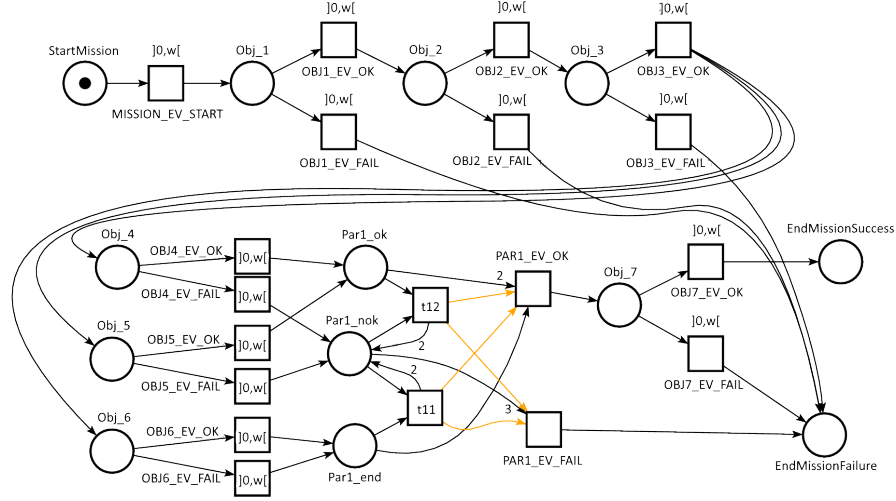 ]0,w[ ]0,w[ ]0,w[
StartMission ]0,w[ Obj_1 Obj_2 Obj_3
OBJ1_EV_OK OBJ2_EV_OK OBJ3_EV_OK
]0,w[ ]0,w[ ]0,w[
MISSION_EV_START
OBJ1_EV_FAIL OBJ2_EV_FAIL OBJ3_EV_FAIL
Obj_4 Par1_ok ]0,w[ EndMissionSuccess
OBJ4_EV_OK ]0,w[ PAR1_EV_OK
2
OBJ4_EV_FAIL ]0,w[ Obj_7 OBJ7_EV_OK
t12
Obj_5 Par1_nok ]0,w[
OBJ5_EV_OK ]0,w[ 2
2
OBJ5_EV_FAIL ]0,w[ OBJ7_EV_FAIL
t11 3
Obj_6 OBJ6_EV_OK ]0,w[
PAR1_EV_FAIL EndMissionFailure
OBJ6_EV_FAIL ]0,w[ Par1_end